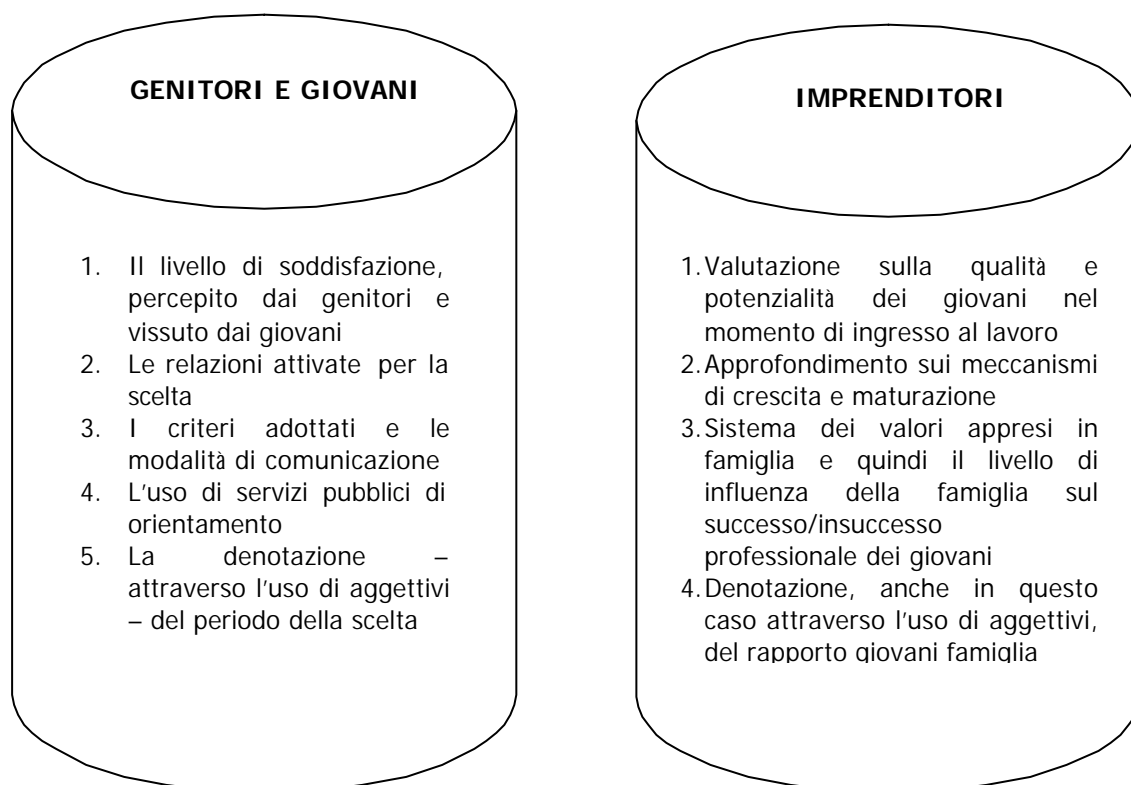 GENITORI E GIOVANI
1. Il livello di soddisfazione,
percepito dai genitori e
vissuto dai giovani
2. Le relazioni attivate per la
scelta
3. I criteri adottati e le
modalità di comunicazione
4. L'uso di servizi pubblici di
orientamento
5. La denotazione –
attraverso l'uso di aggettivi
– del periodo della scelta
IMPRENDITORI
1. Valutazione sulla qualità e
potenzialità dei giovani nel
momento di ingresso al lavoro
2. Approfondimento sui meccanismi
di crescita e maturazione
3. Sistema dei valori appresi in
famiglia e quindi il livello di
influenza della famiglia sul
successo/insuccesso
professionale dei giovani
4. Denotazione, anche in questo
caso attraverso l'uso di aggettivi,
del rapporto giovani famiglia